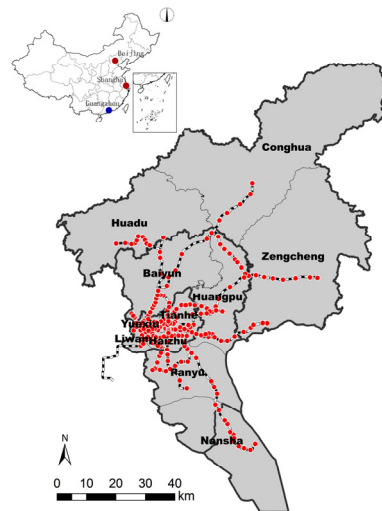 Beijing
Shanghai
Guangzhou
Conghua
Huadu
Zengcheng
Baiyun
Huangpu
Tianhe
Yuexiu
Liwan
Haizhu
Panyu
Nansha
N
0 10 20 30 40
km